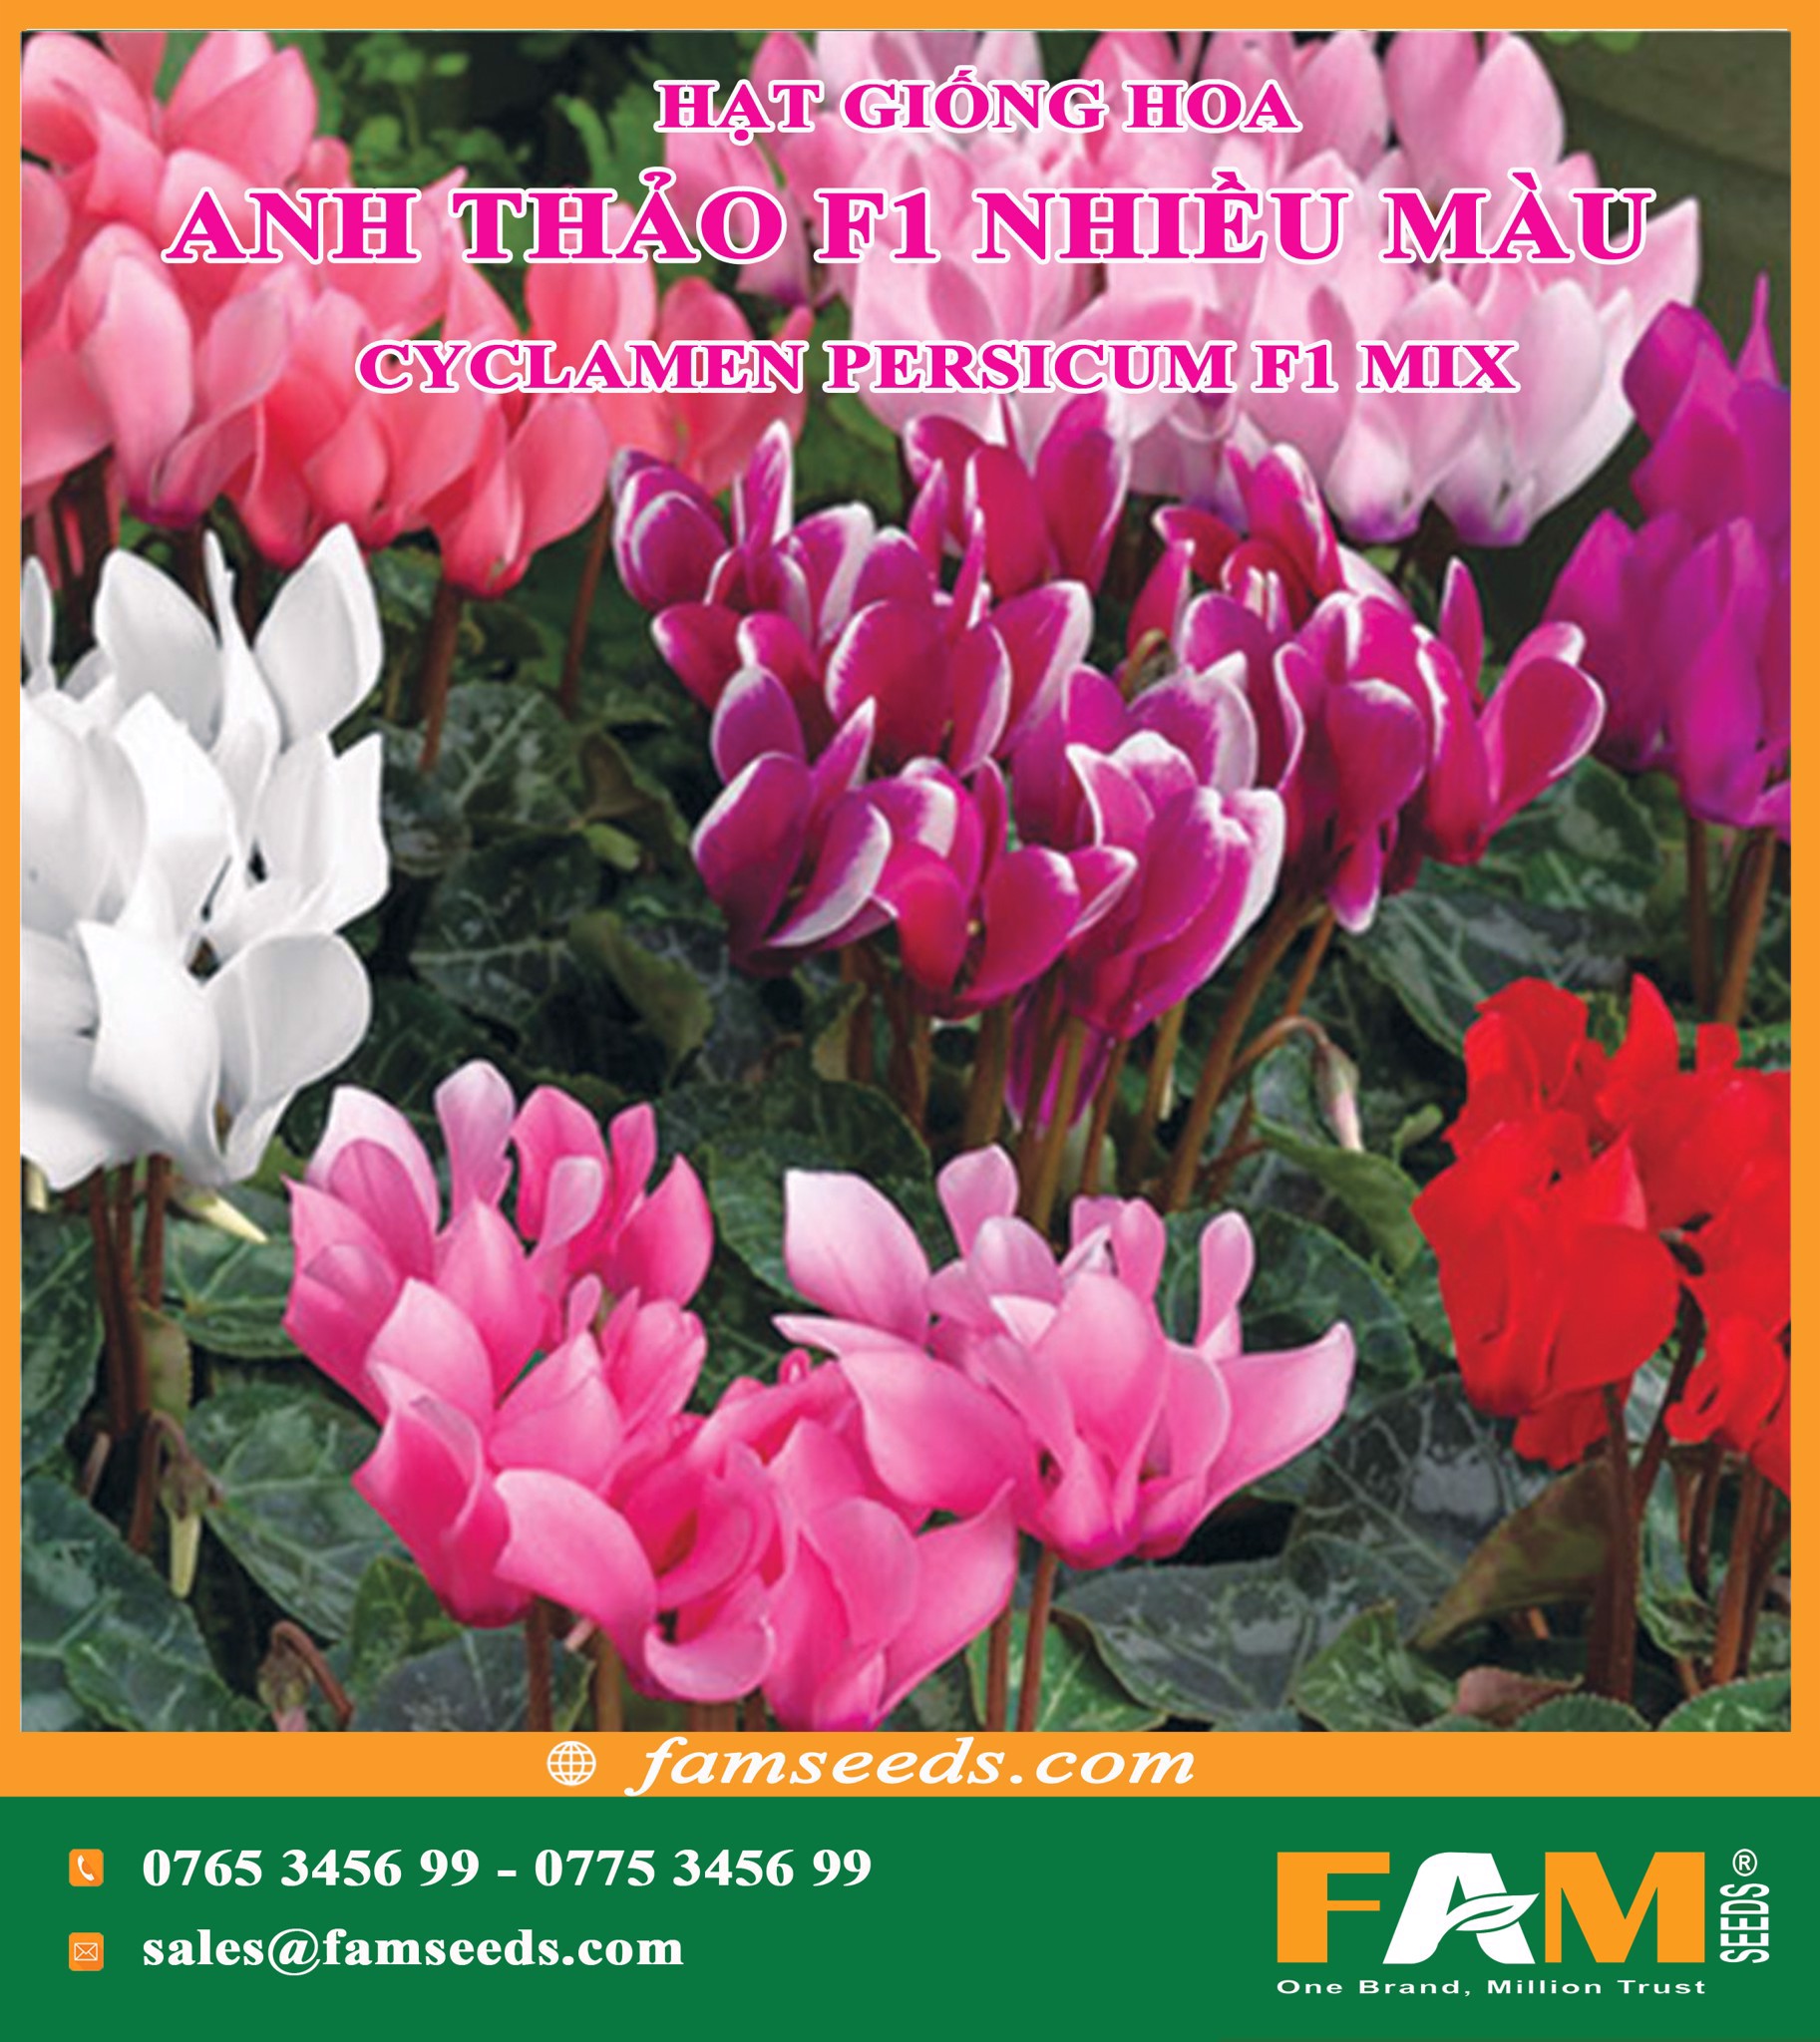 HẠT GIỐNG HOA
ANH THẢO F1 NHIỀU MÀU
CYCLAMEN PERSICUM F1 MIX
famseeds.com
0765 3456 99 - 0775 3456 99
sales@famseeds.com
FAM SEEDS®
One Brand, Million Trust